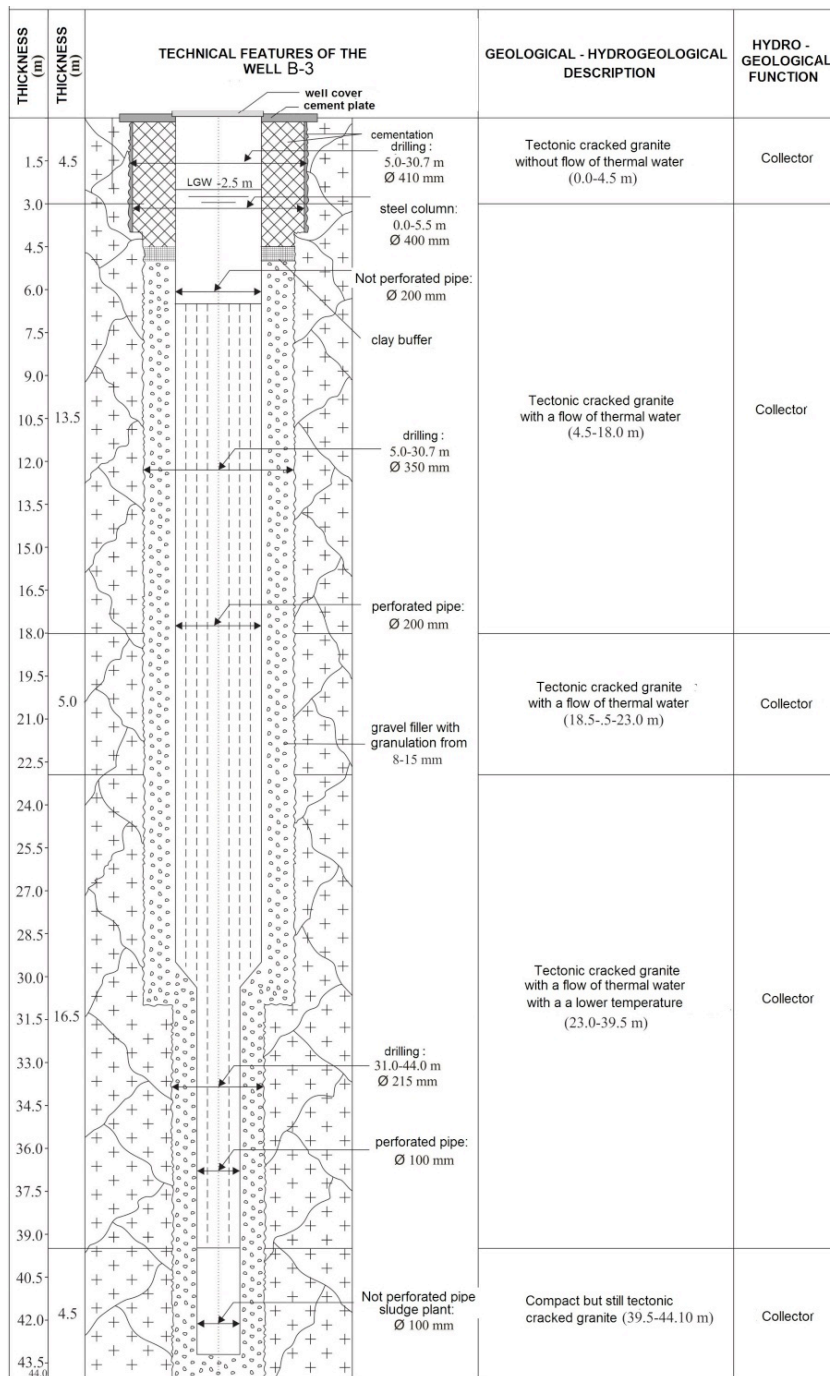 THICKNESS
(m)
THICKNESS
(m)
TECHNICAL FEATURES OF THE
WELL B-3
GEOLOGICAL - HYDROGEOLOGICAL
DESCRIPTION
HYDRO -
GEOLOGICAL
FUNCTION
well cover
cement plate
cementation
drilling :
5.0-30.7 m
Ø 410 mm
LGW -2.5 m
steel column:
0.0-5.5 m
Ø 400 mm
Not perforated pipe:
Ø 200 mm
clay buffer
drilling :
5.0-30.7 m
Ø 350 mm
perforated pipe:
Ø 200 mm
gravel filler with
granulation from
8-15 mm
drilling :
31.0-44.0 m
Ø 215 mm
perforated pipe:
Ø 100 mm
Not perforated pipe
sludge plant:
Ø 100 mm
1.5
3.0
4.5
6.0
7.5
9.0
10.5
12.0
13.5
15.0
16.5
18.0
19.5
21.0
22.5
24.0
25.5
27.0
28.5
30.0
31.5
33.0
34.5
36.0
37.5
39.0
40.5
42.0
43.5
44.0
4.5
13.5
5.0
16.5
4.5
Tectonic cracked granite
without flow of thermal water
(0.0-4.5 m)
Collector
Tectonic cracked granite
with a flow of thermal water
(4.5-18.0 m)
Collector
Tectonic cracked granite
with a flow of thermal water
(18.5-.5-23.0 m)
Collector
Tectonic cracked granite
with a flow of thermal water
with a a lower temperature
(23.0-39.5 m)
Collector
Compact but still tectonic
cracked granite (39.5-44.10 m)
Collector